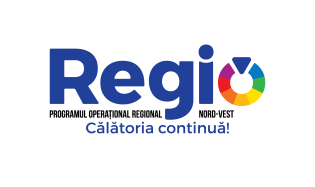 Regio
PROGRAMUL OPERAȚIONAL REGIONAL NORD-VEST
Călătoria continuă!